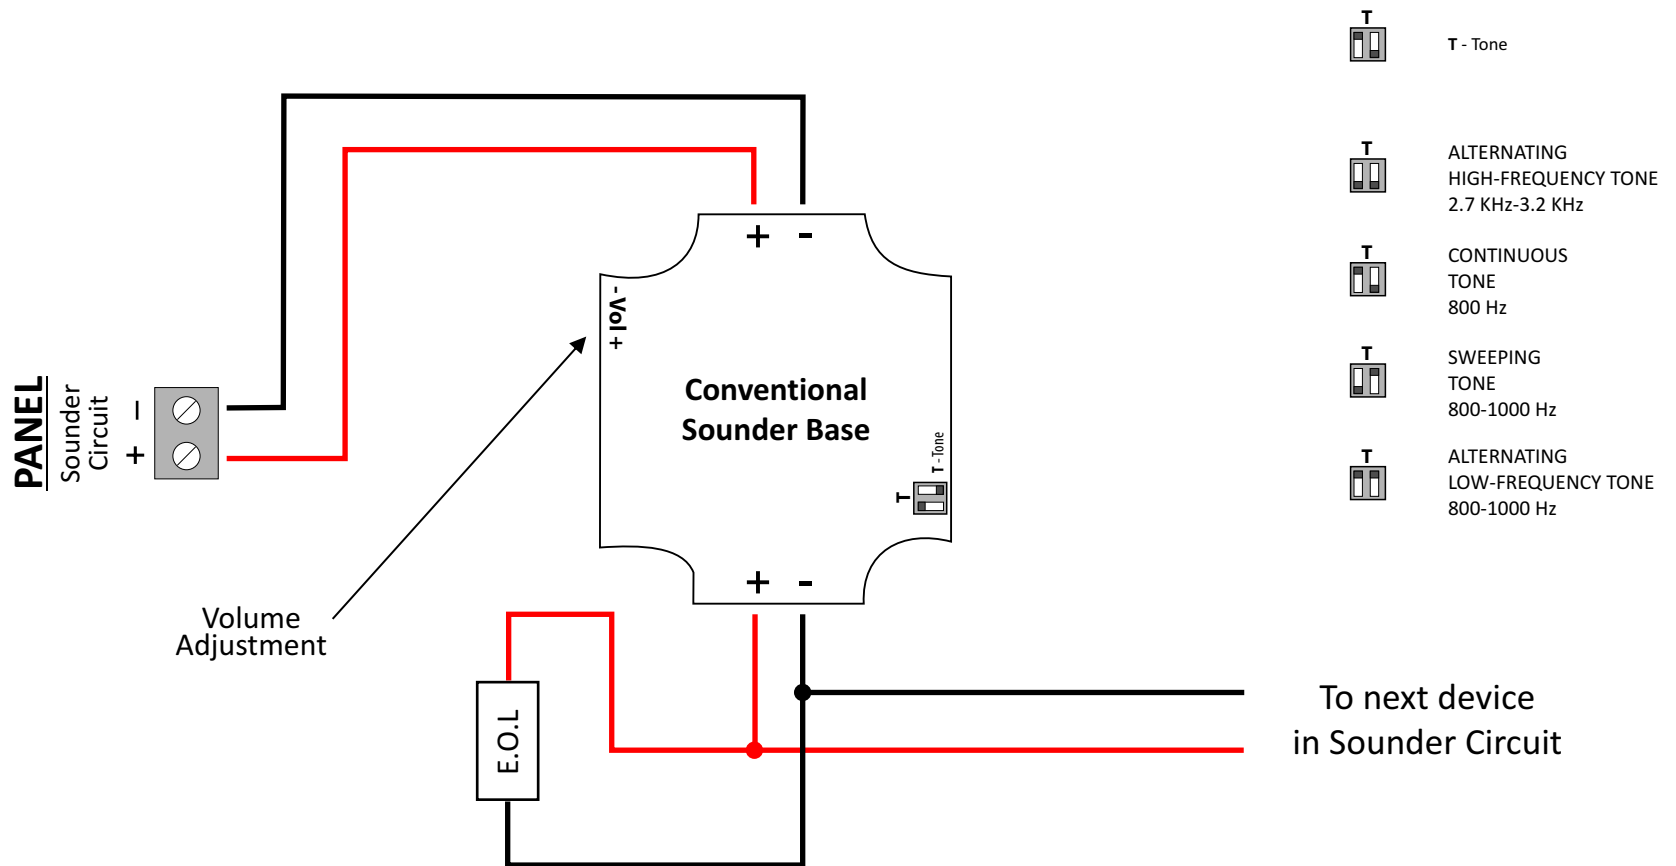 T
T - Tone
T
ALTERNATING
HIGH-FREQUENCY TONE
2.7 KHz-3.2 KHz
T
CONTINUOUS
TONE
800 Hz
T
SWEEPING
TONE
800-1000 Hz
T
ALTERNATING
LOW-FREQUENCY TONE
800-1000 Hz
+ -
- Vol +
Conventional
Sounder Base
T - Tone
T
+ -
PANEL
Sounder
Circuit
–
+
Volume
Adjustment
E.O.L
To next device
in Sounder Circuit